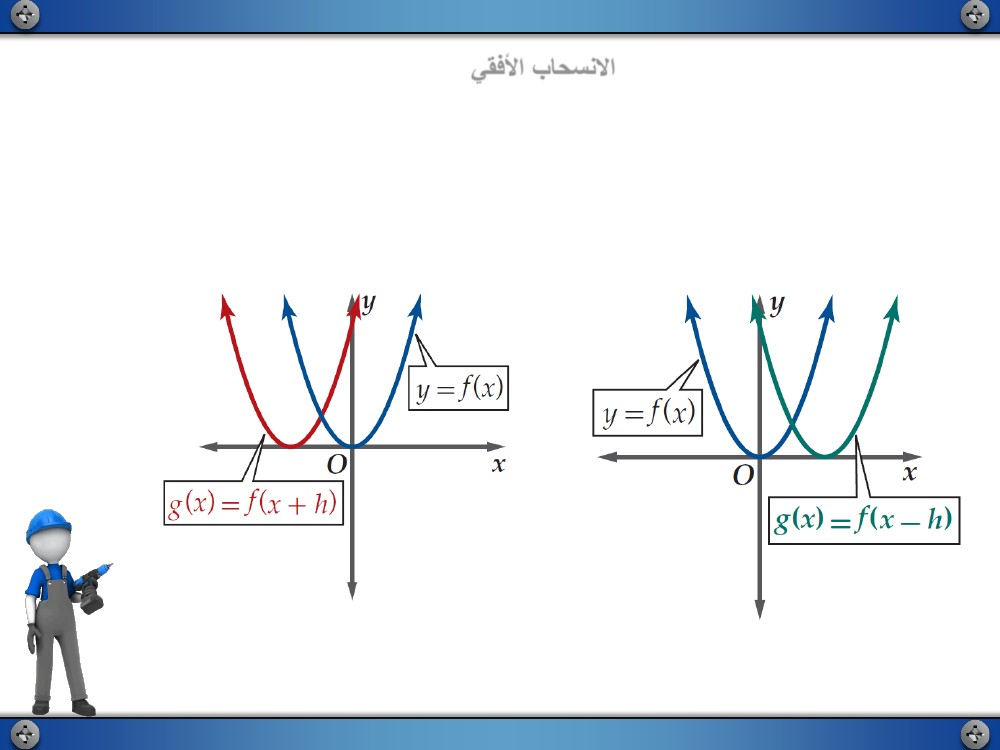 الانسحاب الأفقي
y
y = f(x)
O
x
g(x) = f(x + h)
y
y = f(x)
O
x
g(x) = f(x – h)